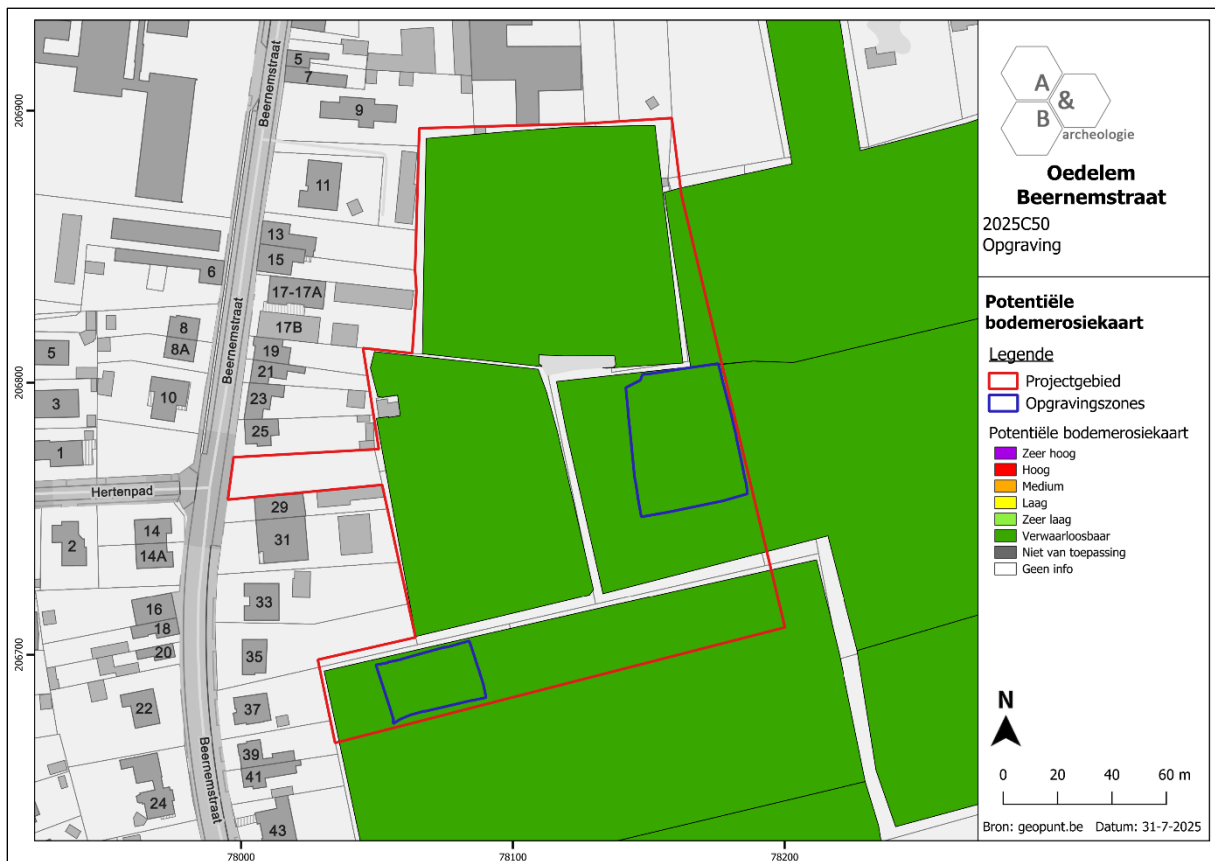 A &
B
archeologie
Oedelem
Beernemstraat
2025C50
Opgraving
Potentiële
bodemerosiekaart
Legende
Projectgebied
Opgravingszones
Potentiële bodemerosiekaart
Zeer hoog
Hoog
Medium
Laag
Zeer laag
Verwaarloosbaar
Niet van toepassing
Geen info
N
0 20 40 60 m
Bron: geopunt.be Datum: 31-7-2025
206900
206800
206700
78000 78100 78200
Beernemstraat
Beernemstraat
Beernemstraat
Hertenpad
5
7
9
11
13
15
6
17-17A
17B
8
8A
5
19
21
10
23
3
25
1
29
14
31
2
14A
16
33
18
20
35
22
37
39
41
24
43